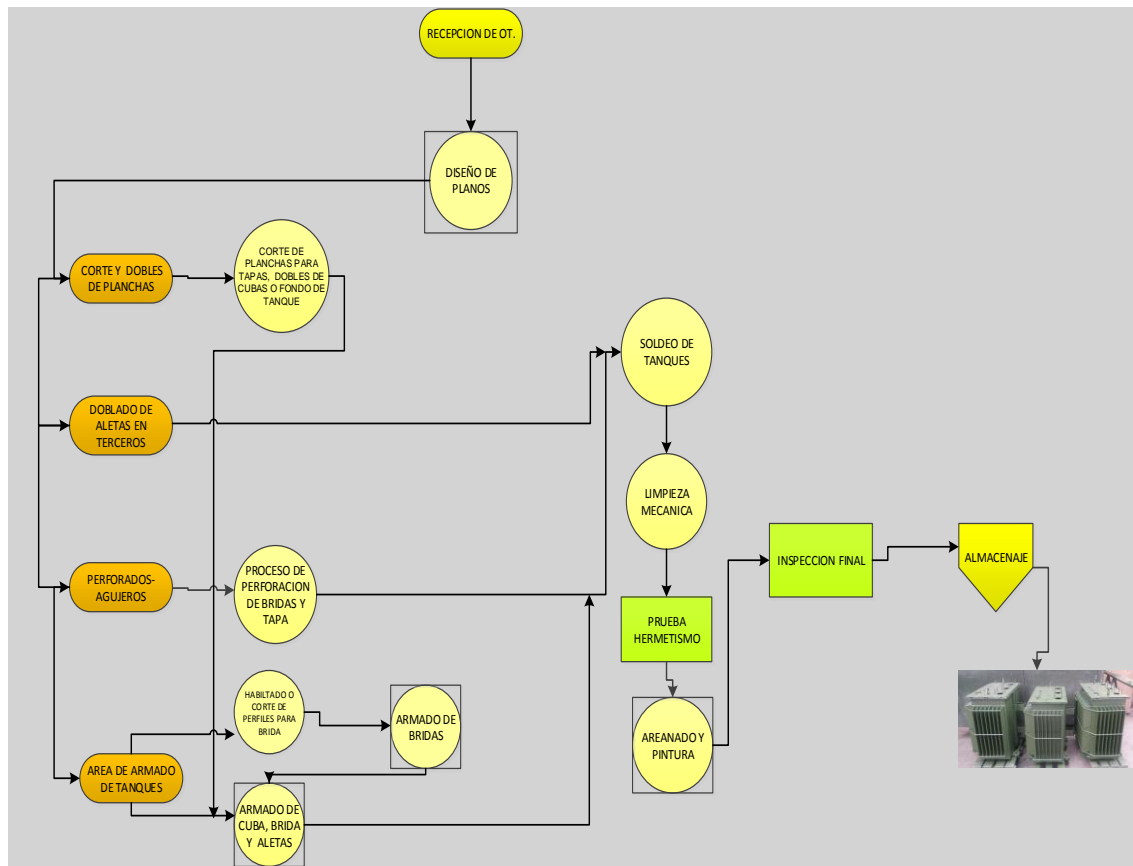 RECEPCION DE OT.
DISEÑO DE
PLANOS
CORTE Y DOBLES
DE PLANCHAS
CORTE DE
PLANCHAS PARA
TAPAS, DOBLES DE
CUBAS O FONDO DE
TANQUE
SOLDEO DE
TANQUES
DOBLADO DE
ALETAS EN
TERCEROS
LIMPIEZA
MECANICA
INSPECCION FINAL
ALMACENAJE
PERFORADOS-
AGUJEROS
PROCESO DE
PERFORACION
DE BRIDAS Y
TAPA
PRUEBA
HERMETISMO
HABILTADO O
CORTE DE
PERFILES PARA
BRIDA
ARMADO DE
BRIDAS
AREANADO Y
PINTURA
AREA DE ARMADO
DE TANQUES
ARMADO DE
CUBA, BRIDA
Y ALETAS